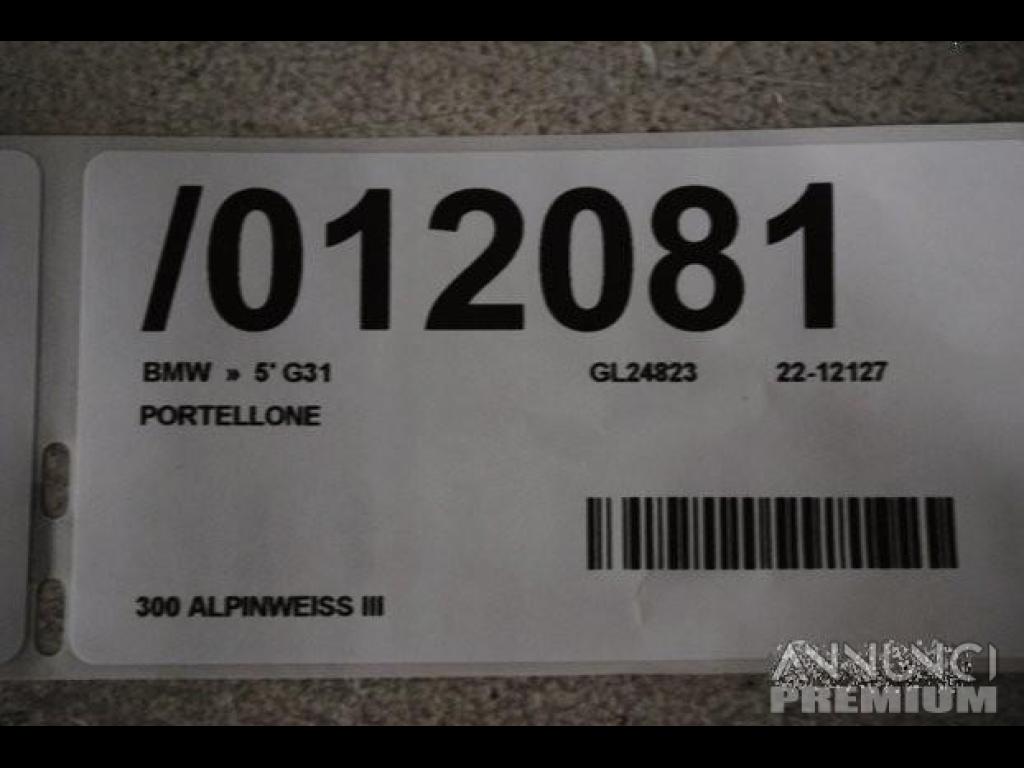 /012081
BMW » 5' G31 GL24823 22-12127
PORTELLONE
300 ALPINWEISS III
ANNUNCI
PREMIUM